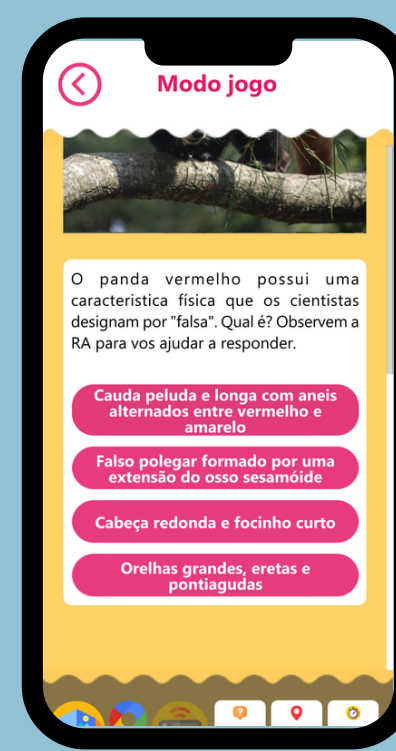 Modo jogo
O panda vermelho possui uma
caracteristica física que os cientistas
designam por "falsa". Qual é? Observem a
RA para vos ajudar a responder.
Cauda peluda e longa com aneis
alternados entre vermelho e
amarelo
Falso polegar formado por uma
extensão do osso sesamóide
Cabeça redonda e focinho curto
Orelhas grandes, eretas e
pontiagudas